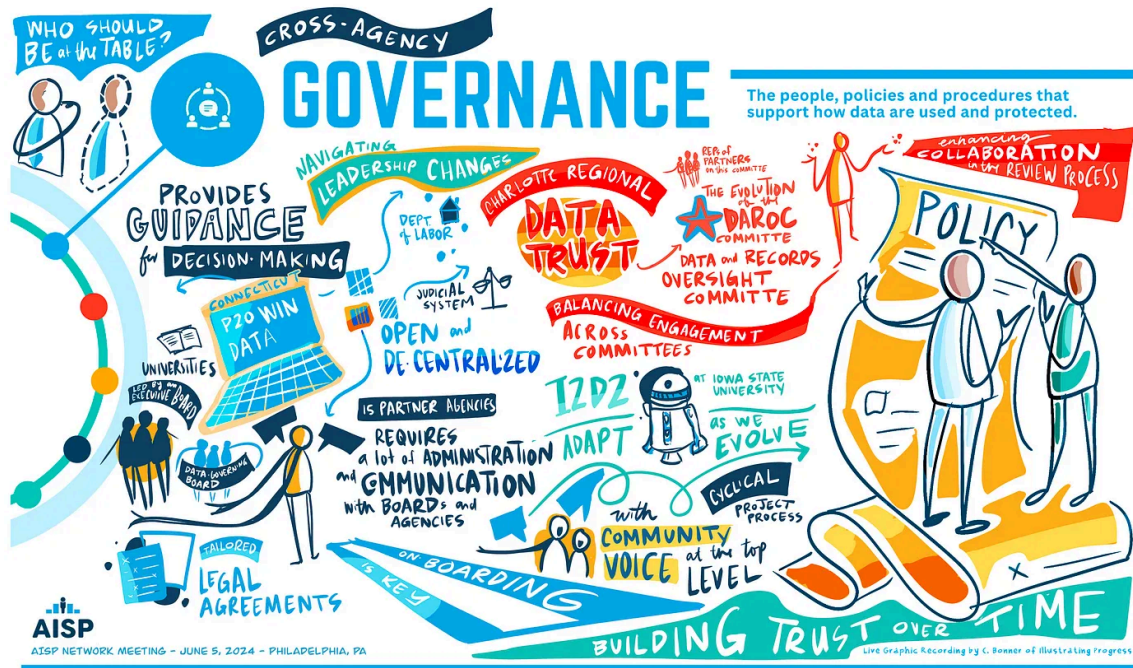 WHO SHOULD
BE at the TABLE?
CROSS-AGENCY
GOVERNANCE
The people, policies and procedures that
support how data are used and protected.
PROVIDES
GUIDANCE
for DECISION-MAKING
NAVIGATING
LEADERSHIP CHANGES
DEPT
of LABOR
JUDICIAL
SYSTEM
OPEN and
DE-CENTRALIZED
CONNECTICUT
P20 WIN
DATA
UNIVERSITIES
LED BY an
EXECUTIVE BOARD
DATA-GOVERNING
BOARD
15 PARTNER AGENCIES
REQUIRES
a lot of ADMINISTRATION
and COMMUNICATION
with BOARDS and
AGENCIES
TAILORED
LEGAL
AGREEMENTS
ON BOARDING
IS KEY
CHARLOTTE REGIONAL
DATA
TRUST
REPS of
PARTNERS
on this COMMITTEE
THE EVOLUTION
of the
DAROC
COMMITTE
DATA and RECORDS
OVERSIGHT
COMMITTE
BALANCING ENGAGEMENT
ACROSS
COMMITTEES
I2D2
AT IOWA STATE
UNIVERSITY
ADAPT
as WE
EVOLVE
CYCLICAL
PROJECT
PROCESS
with
COMMUNITY
VOICE
at the top
LEVEL
enhancing
COLLABORATION
in the REVIEW PROCESS
POLICY
X
BUILDING TRUST OVER TIME
AISP
AISP NETWORK MEETING - JUNE 5, 2024 - PHILADELPHIA, PA
Live Graphic Recording by C. Bonner of Illustrating Progress